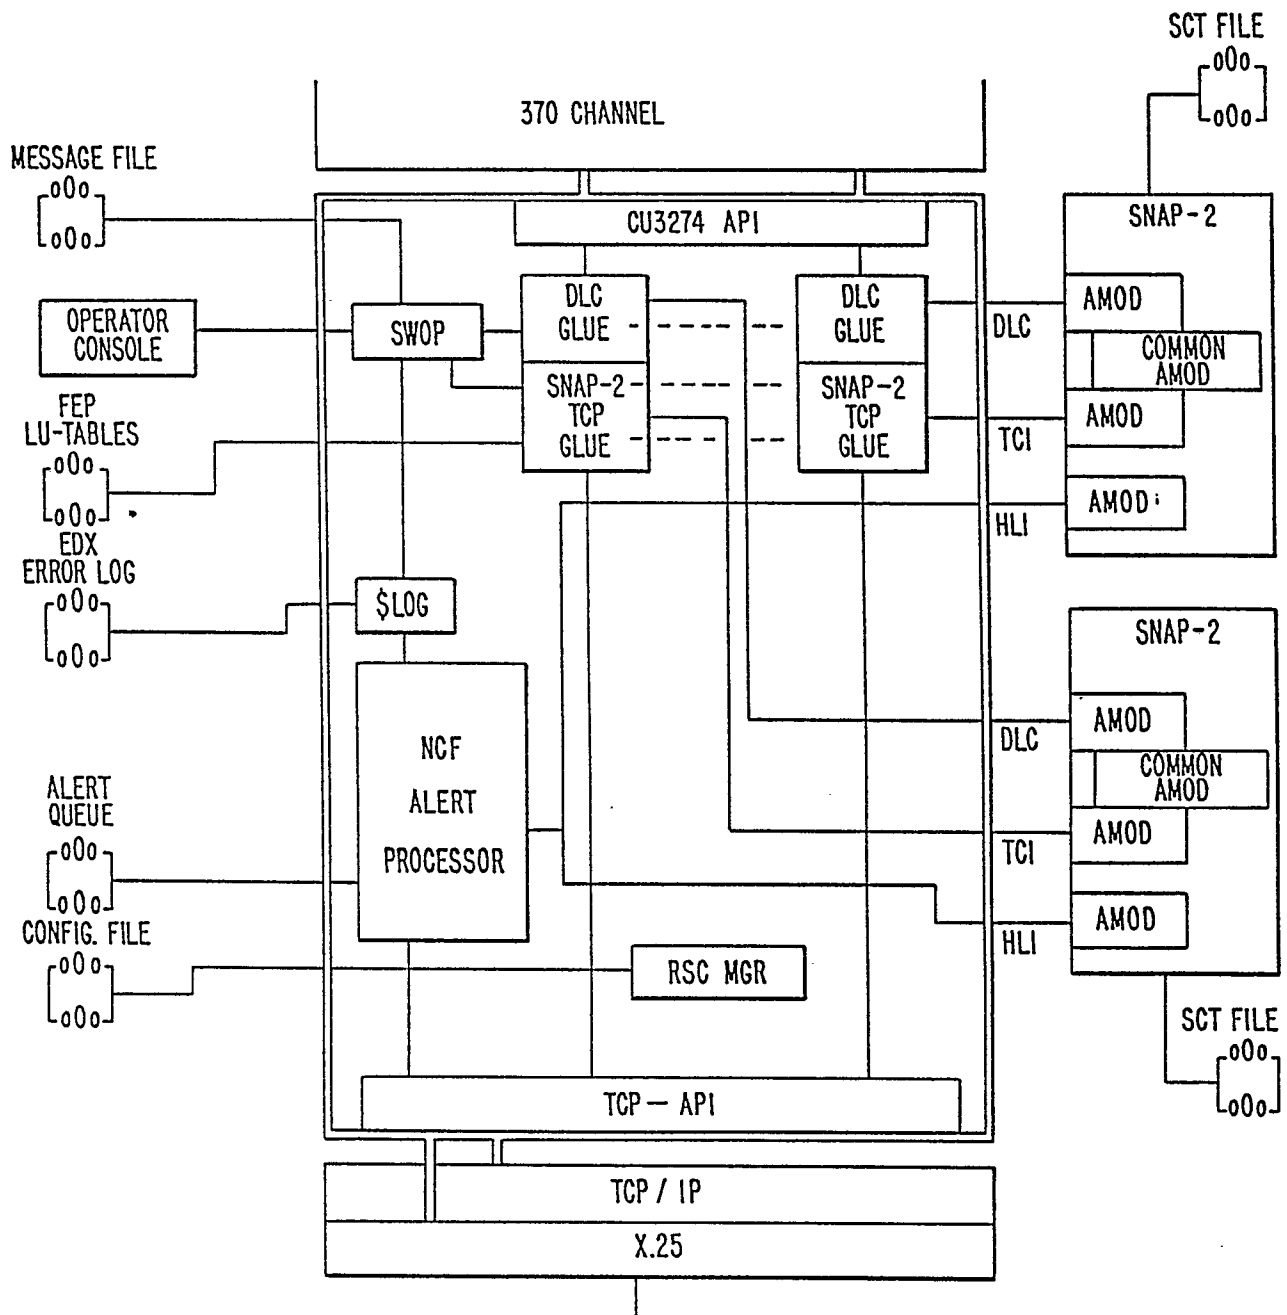 SCT FILE
370 CHANNEL
MESSAGE FILE
CU3274 API
SNAP-2
OPERATOR
CONSOLE
SWOP
DLC
GLUE
SNAP-2
TCP
GLUE
DLC
GLUE
SNAP-2
TCP
GLUE
DLC
TCI
HLI
AMOD
COMMON
AMOD
AMOD
AMOD
FEP
LU-TABLES
EDX
ERROR LOG
$LOG
SNAP-2
NCF
ALERT
PROCESSOR
DLC
TCI
HLI
AMOD
COMMON
AMOD
AMOD
AMOD
ALERT
QUEUE
CONFIG. FILE
RSC MGR
SCT FILE
TCP — API
TCP / IP
X.25